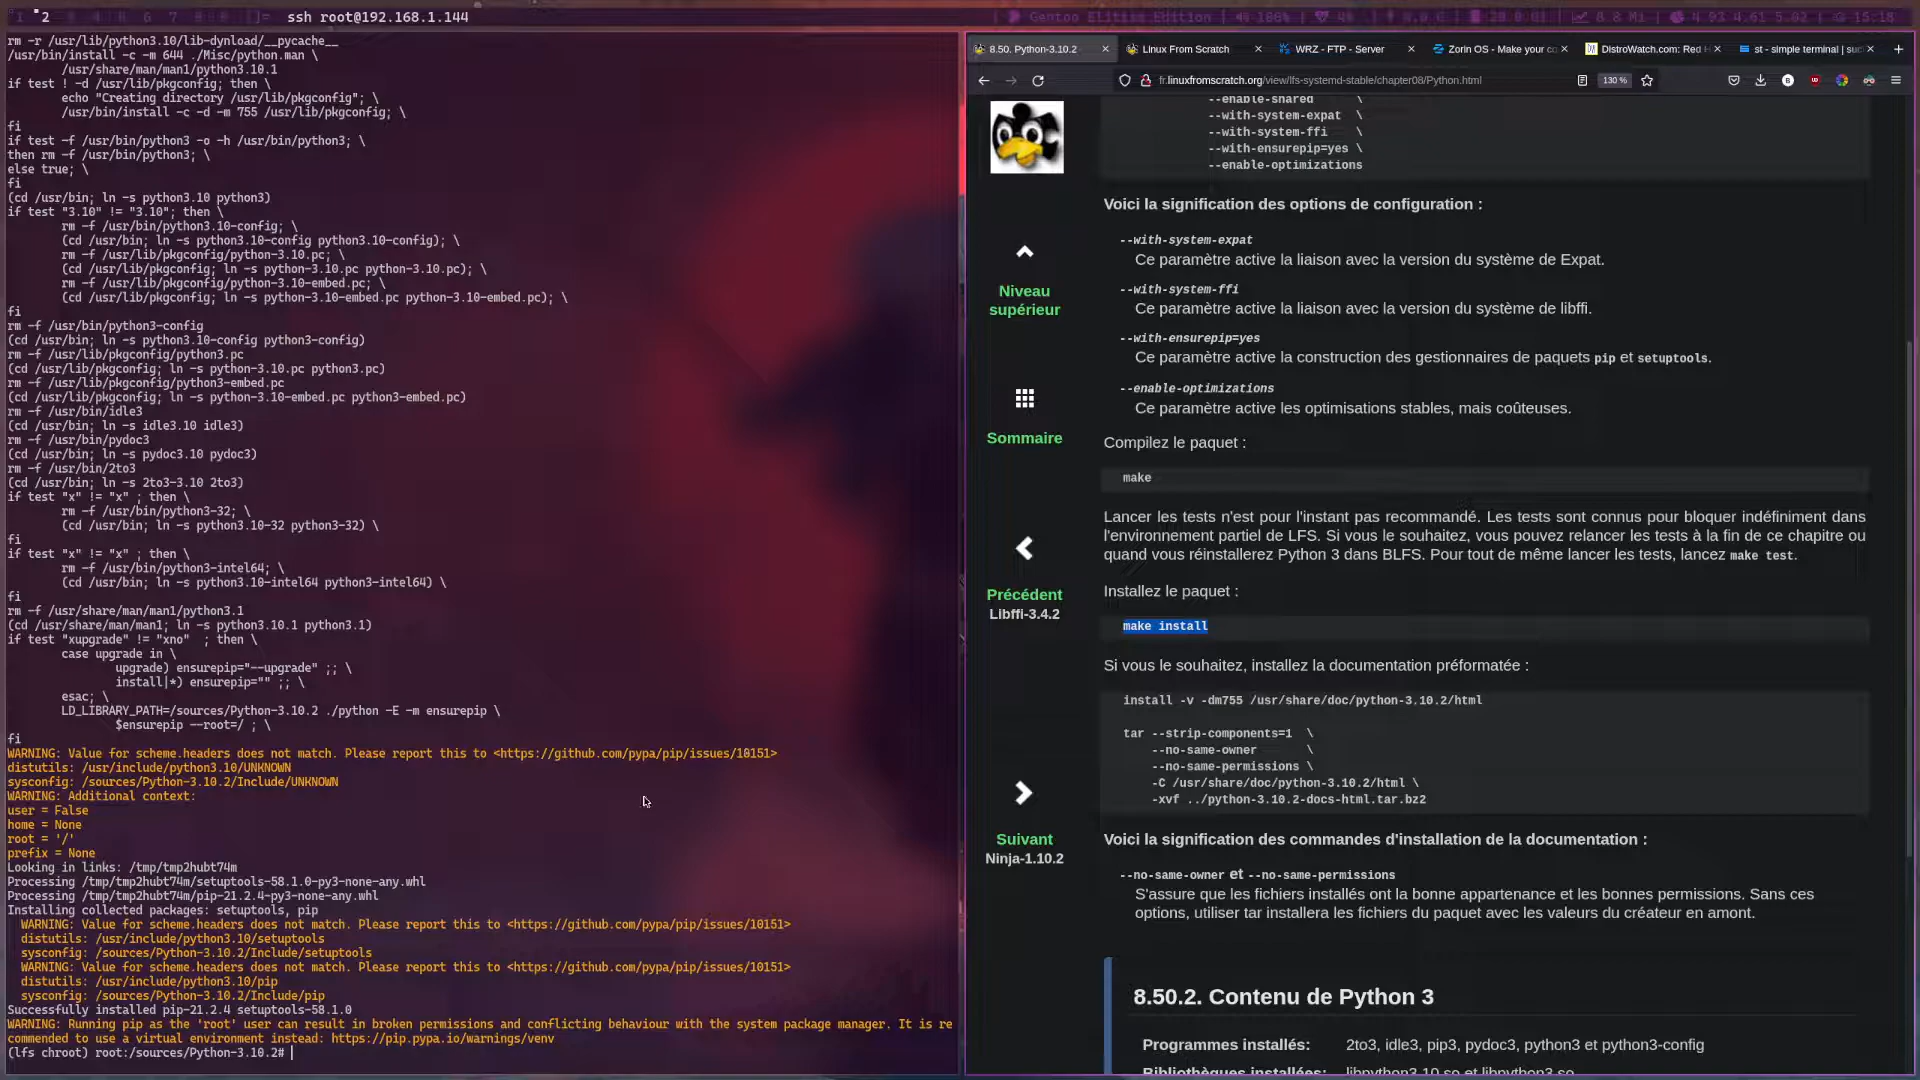 2
ssh root@192.168.1.144
Gentoo Elitiss Edition
15:18
rm -r /usr/lib/python3.10/lib-dynload/__pycache__
/usr/bin/install -c -m 644 ./Misc/python.man \
/usr/share/man/man1/python3.10.1
if test ! -d /usr/lib/pkgconfig; then \
echo "Creating directory /usr/lib/pkgconfig"; \
/usr/bin/install -c -d -m 755 /usr/lib/pkgconfig; \
fi
if test -f /usr/bin/python3 -o -h /usr/bin/python3; \
then rm -f /usr/bin/python3; \
else true; \
fi
(cd /usr/bin; ln -s python3.10 python3)
if test "3.10" != "3.10"; then \
rm -f /usr/bin/python3.10-config; \
(cd /usr/bin; ln -s python3.10-config python3.10-config); \
rm -f /usr/lib/pkgconfig/python-3.10.pc; \
(cd /usr/lib/pkgconfig; ln -s python-3.10.pc python-3.10.pc); \
rm -f /usr/lib/pkgconfig/python-3.10-embed.pc; \
(cd /usr/lib/pkgconfig; ln -s python-3.10-embed.pc python-3.10-embed.pc); \
fi
rm -f /usr/bin/python3-config
(cd /usr/bin; ln -s python3.10-config python3-config)
rm -f /usr/lib/pkgconfig/python3.pc
(cd /usr/lib/pkgconfig; ln -s python-3.10.pc python3.pc)
rm -f /usr/lib/pkgconfig/python3-embed.pc
(cd /usr/lib/pkgconfig; ln -s python-3.10-embed.pc python3-embed.pc)
rm -f /usr/bin/idle3
(cd /usr/bin; ln -s idle3.10 idle3)
rm -f /usr/bin/pydoc3
(cd /usr/bin; ln -s pydoc3.10 pydoc3)
rm -f /usr/bin/2to3
(cd /usr/bin; ln -s 2to3-3.10 2to3)
if test "x" != "x" ; then \
rm -f /usr/bin/python3-32; \
(cd /usr/bin; ln -s python3.10-32 python3-32) \
fi
if test "x" != "x" ; then \
rm -f /usr/bin/python3-intel64; \
(cd /usr/bin; ln -s python3.10-intel64 python3-intel64) \
fi
rm -f /usr/share/man/man1/python3.1
(cd /usr/share/man/man1; ln -s python3.10.1 python3.1)
if test "xupgrade" != "xno"  ; then \
case upgrade in \
upgrade) ensurepip="--upgrade" ;; \
install|*) ensurepip="" ;; \
esac; \
LD_LIBRARY_PATH=/sources/Python-3.10.2 ./python -E -m ensurepip \
$ensurepip --root=/ ; \
fi
WARNING: Value for scheme.headers does not match. Please report this to <https://github.com/pypa/pip/issues/10151>
distutils: /usr/include/python3.10/UNKNOWN
sysconfig: /sources/Python-3.10.2/Include/UNKNOWN
WARNING: Additional context:
user = False
home = None
root = '/'
prefix = None
Looking in links: /tmp/tmp2hubt74m
Processing /tmp/tmp2hubt74m/setuptools-58.1.0-py3-none-any.whl
Processing /tmp/tmp2hubt74m/pip-21.2.4-py3-none-any.whl
Installing collected packages: setuptools, pip
WARNING: Value for scheme.headers does not match. Please report this to <https://github.com/pypa/pip/issues/10151>
distutils: /usr/include/python3.10/setuptools
sysconfig: /sources/Python-3.10.2/Include/setuptools
WARNING: Value for scheme.headers does not match. Please report this to <https://github.com/pypa/pip/issues/10151>
distutils: /usr/include/python3.10/pip
sysconfig: /sources/Python-3.10.2/Include/pip
Successfully installed pip-21.2.4 setuptools-58.1.0
WARNING: Running pip as the 'root' user can result in broken permissions and conflicting behaviour with the system package manager. It is re
commended to use a virtual environment instead: https://pip.pypa.io/warnings/venv
(lfs chroot) root:/sources/Python-3.10.2#
8.50. Python-3.10.2
Linux From Scratch
WRZ - FTP - Server
Zorin OS - Make your co
DistroWatch.com: Red H
st - simple terminal | su
fr.linuxfromscratch.org/view/lfs-systemd-stable/chapter08/Python.html
130 %
--enable-shared \
--with-system-expat \
--with-system-ffi \
--with-ensurepip=yes \
--enable-optimizations
Voici la signification des options de configuration :
--with-system-expat
Ce paramètre active la liaison avec la version du système de Expat.
--with-system-ffi
Ce paramètre active la liaison avec la version du système de libffi.
--with-ensurepip=yes
Ce paramètre active la construction des gestionnaires de paquets pip et setuptools.
--enable-optimizations
Ce paramètre active les optimisations stables, mais coûteuses.
Compilez le paquet :
make
Lancer les tests n'est pour l'instant pas recommandé. Les tests sont connus pour bloquer indéfiniment dans
l'environnement partiel de LFS. Si vous le souhaitez, vous pouvez relancer les tests à la fin de ce chapitre ou
quand vous réinstallerez Python 3 dans BLFS. Pour tout de même lancer les tests, lancez make test.
Installez le paquet :
make install
Si vous le souhaitez, installez la documentation préformatée :
install -v -dm755 /usr/share/doc/python-3.10.2/html
tar --strip-components=1 \
--no-same-owner \
--no-same-permissions \
-C /usr/share/doc/python-3.10.2/html \
-xvf ../python-3.10.2-docs-html.tar.bz2
Voici la signification des commandes d'installation de la documentation :
--no-same-owner et --no-same-permissions
S'assure que les fichiers installés ont la bonne appartenance et les bonnes permissions. Sans ces
options, utiliser tar installera les fichiers du paquet avec les valeurs du créateur en amont.
8.50.2. Contenu de Python 3
Programmes installés: 2to3, idle3, pip3, pydoc3, python3 et python3-config
Bibliothèques installées: libpython3.10.so et libpython3.so
Niveau
supérieur
Sommaire
Précédent
Libffi-3.4.2
Suivant
Ninja-1.10.2